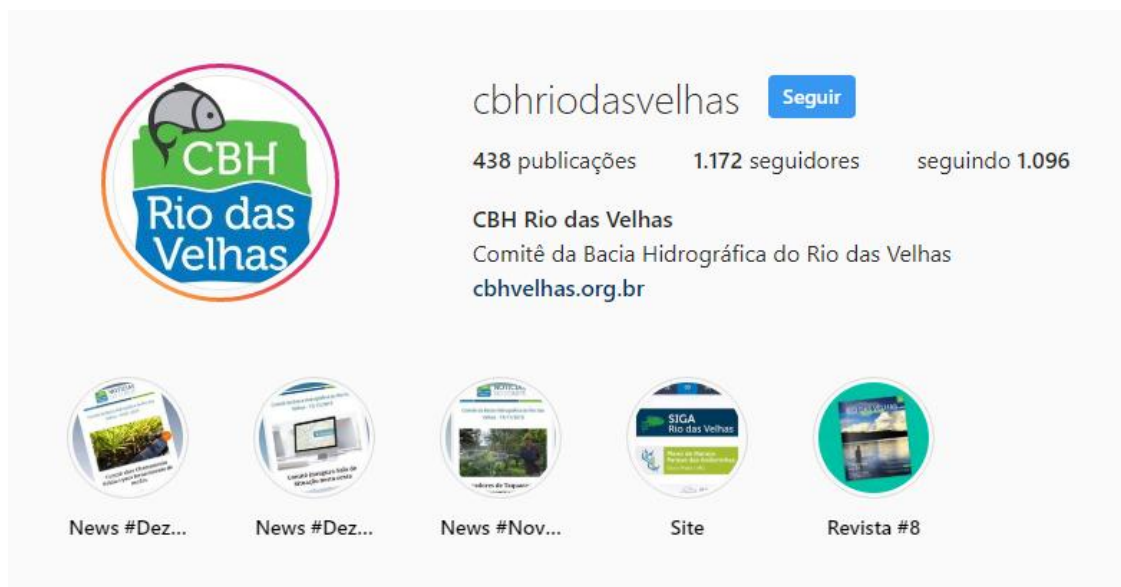 CBH
Rio das
Velhas
cbhriodasvelhas Seguir
438 publicações 1.172 seguidores seguindo 1.096
CBH Rio das Velhas
Comitê da Bacia Hidrográfica do Rio das Velhas
cbhvelhas.org.br
SIGA
Rio das Velhas
News #Dez...
News #Dez...
News #Nov...
Site
Revista #8